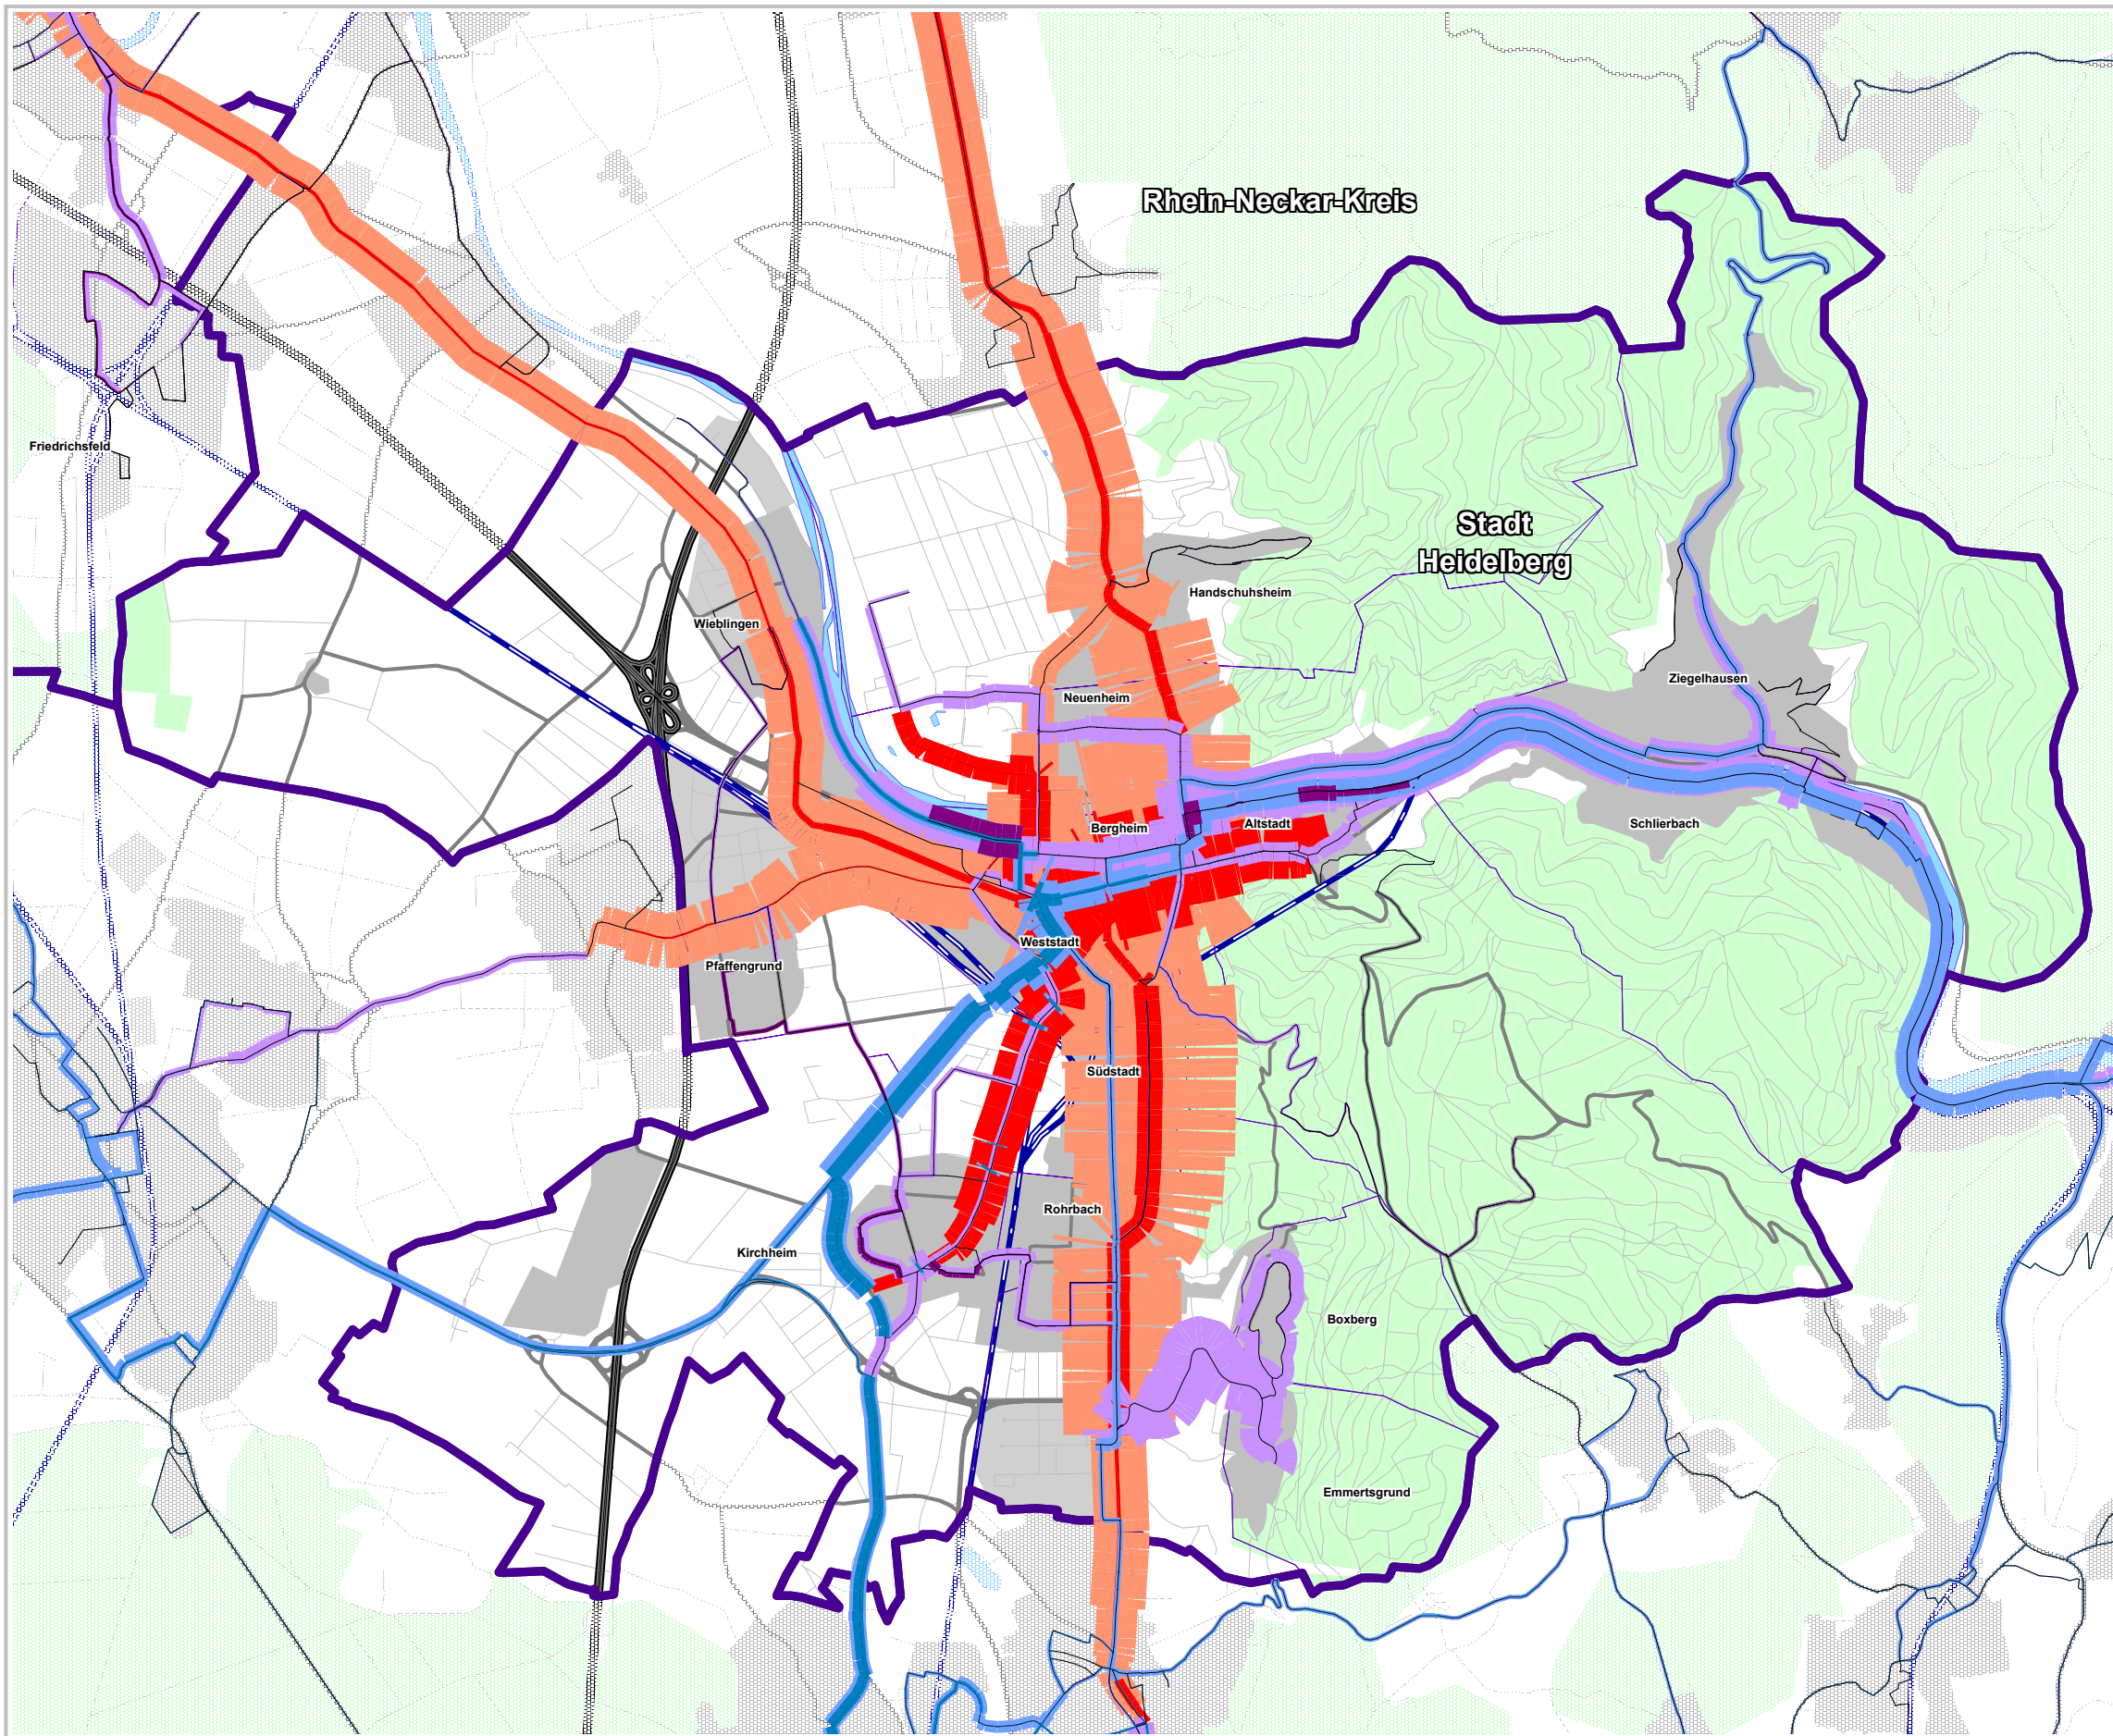 Rhein-Neckar-Kreis
Friedrichsfeld
Stadt
Heidelberg
Handschuhsheim
Wieblingen
Ziegelhausen
Neuenheim
Bergheim
Altstadt
Schlierbach
Weststadt
Pfaffengrund
Südstadt
Rohrbach
Kirchheim
Boxberg
Emmertsgrund